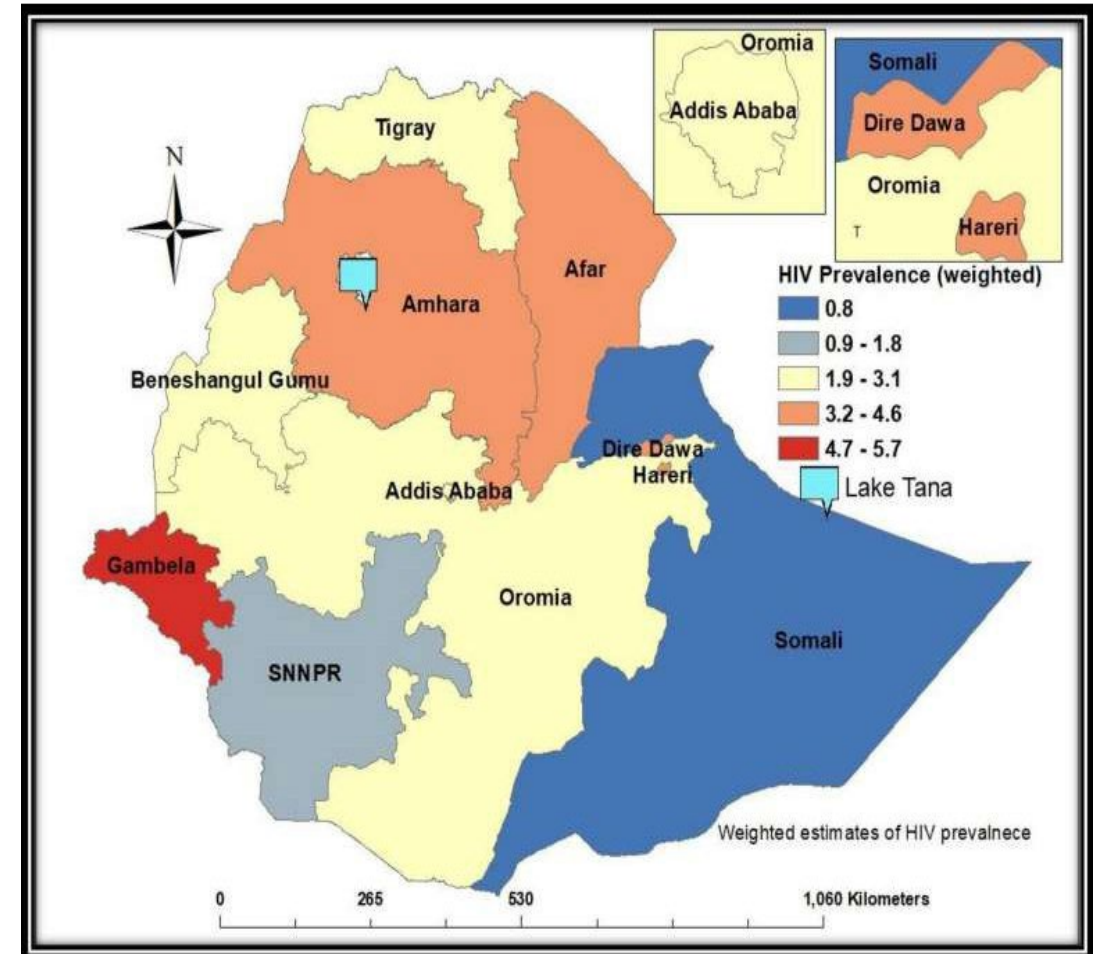 Oromia
Addis Ababa
Somali
Dire Dawa
Oromia
T
Hareri
N
Tigray
Afar
Amhara
Beneshangul Gumu
Dire Dawa
Hareri
Addis Ababa
Gambela
Oromia
SNNPR
Somali
HIV Prevalence (weighted)
0.8
0.9 - 1.8
1.9 - 3.1
3.2 - 4.6
4.7 - 5.7
Lake Tana
Weighted estimates of HIV prevalnece
0 265 530 1,060 Kilometers